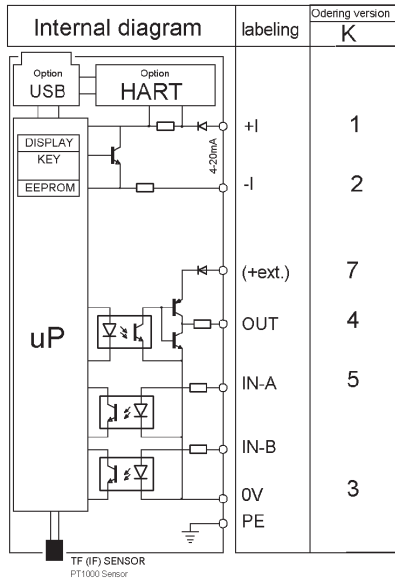 Internal diagram
labeling
Odering version
K
Option
USB
Option
HART
DISPLAY
KEY
EEPROM
uP
4-20mA
+I
1
-I
2
(+ext.)
7
OUT
4
IN-A
5
IN-B
0V
3
PE
TF (IF) SENSOR
PT1000 Sensor